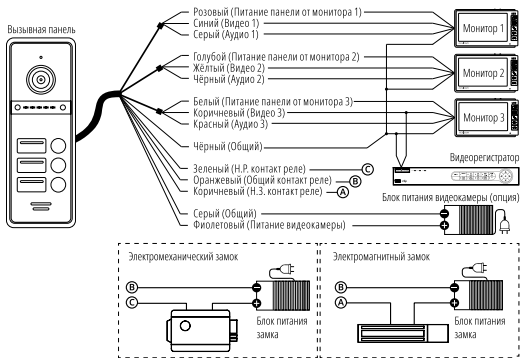 Вызывная панель
Розовый (Питание панели от монитора 1)
Синий (Видео 1)
Серый (Аудио 1)
Монитор 1
Голубой (Питание панели от монитора 2)
Жёлтый (Видео 2)
Чёрный (Аудио 2)
Монитор 2
Белый (Питание панели от монитора 3)
Коричневый (Видео 3)
Красный (Аудио 3)
Монитор 3
Чёрный (Общий)
Видеорегистратор
Зеленый (Н.Р. контакт реле)
C
Оранжевый (Общий контакт реле)
B
Коричневый (Н.З. контакт реле)
A
Блок питания видеокамеры (опция)
Серый (Общий)
Фиолетовый (Питание видеокамеры)
Электромеханический замок
B
C
Блок питания
замка
Электромагнитный замок
B
A
Блок питания
замка